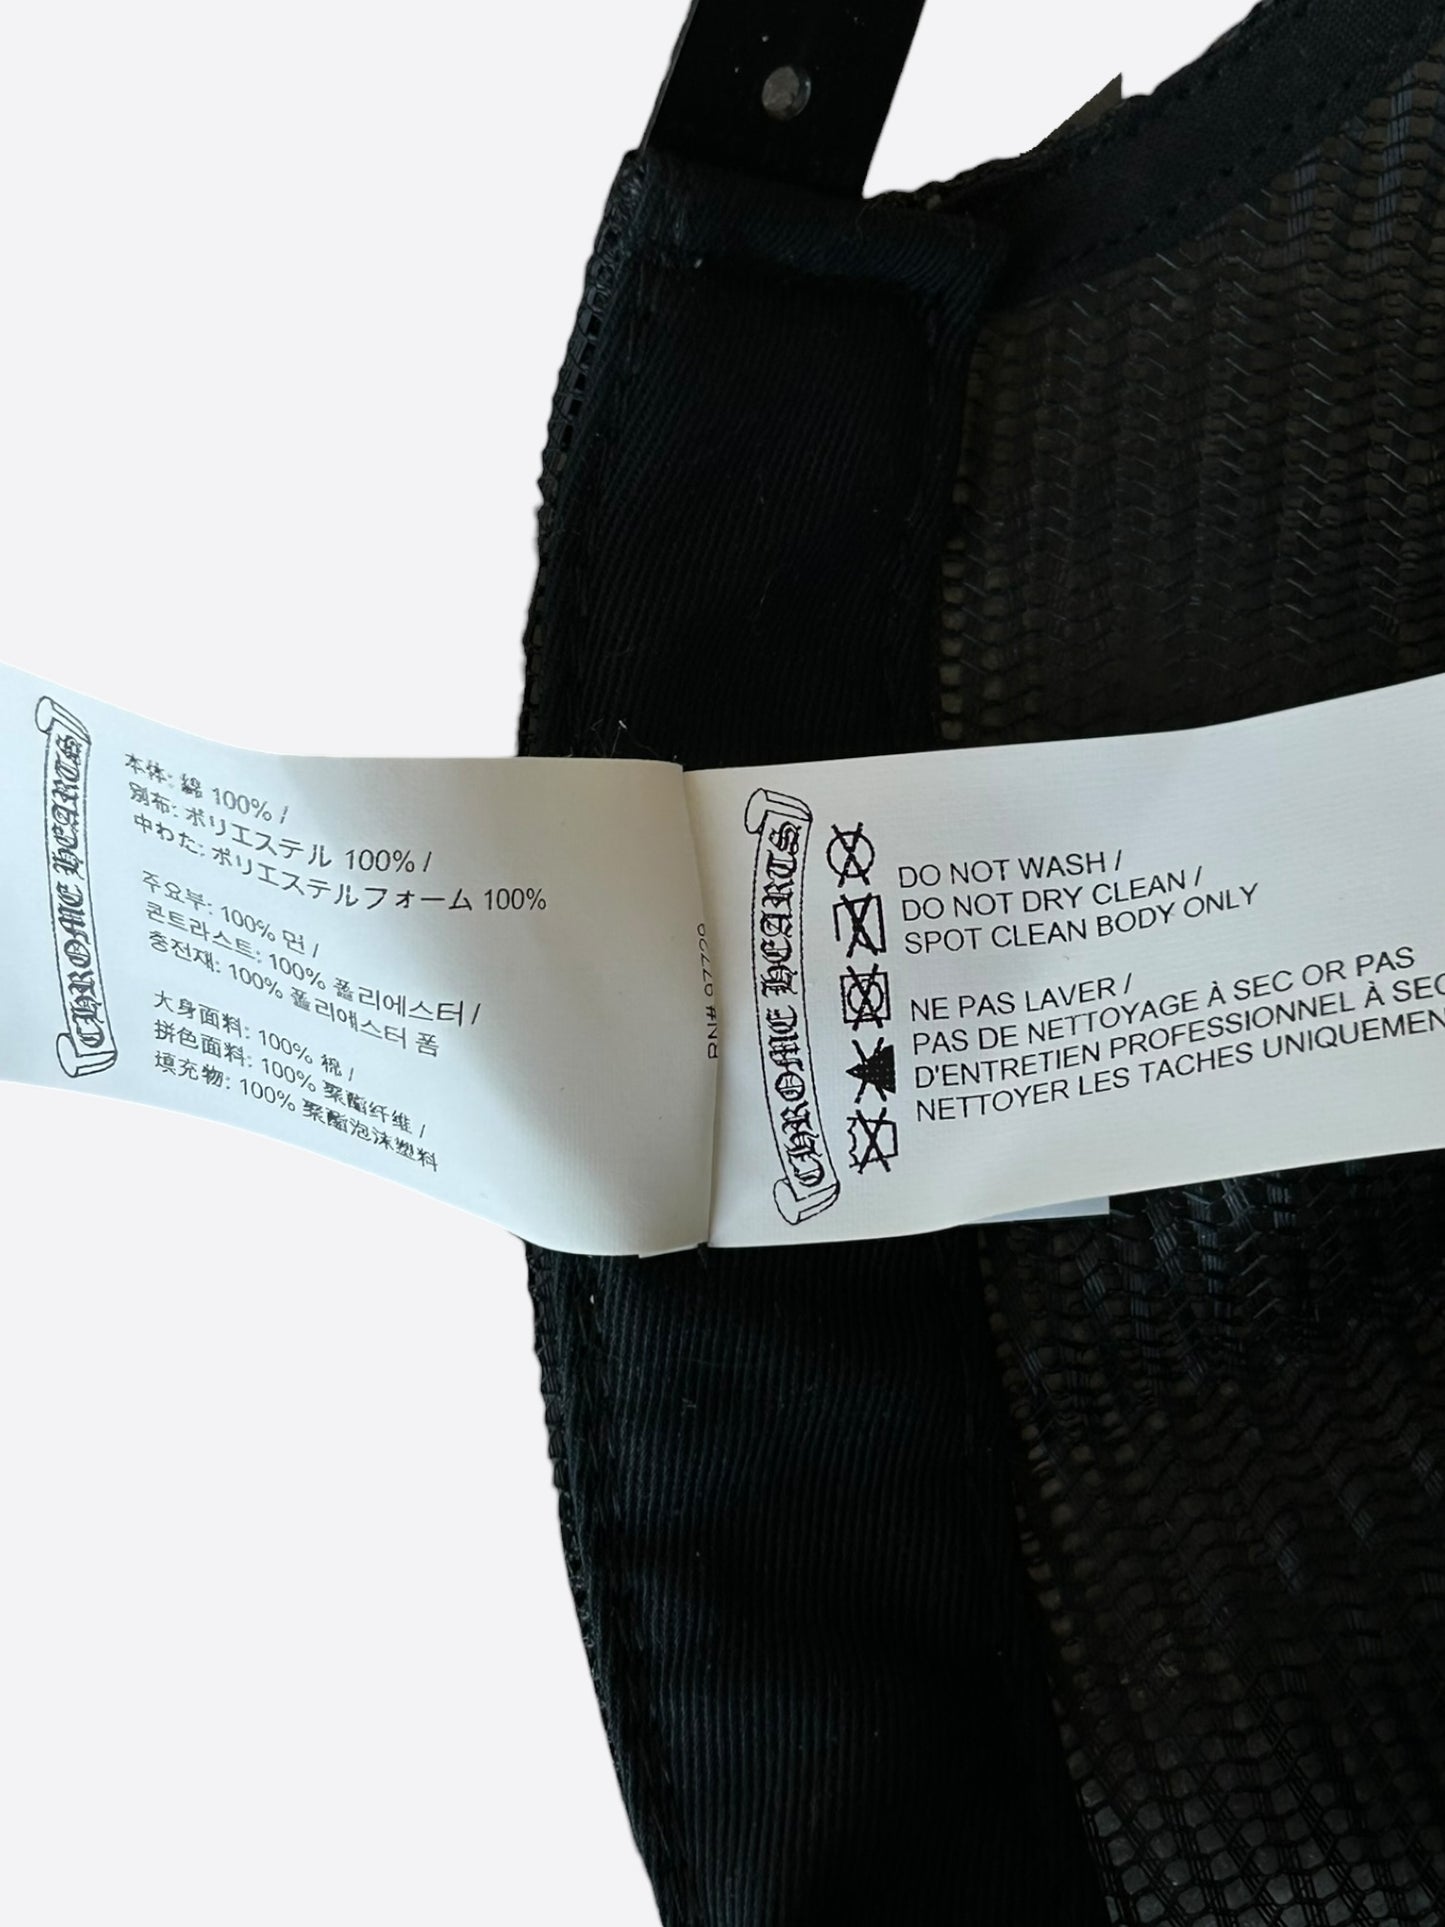 CHROME HEARTS
本体: 綿 100% /
別布: ポリエステル 100% /
中わた: ポリエステルフォーム 100%
주요부: 100% 면 /
콘트라스트: 100% 폴리에스터 /
충전재: 100% 폴리에스터 폼
大身面料: 100% 棉 /
拼色面料: 100% 聚酯纤维 /
填充物: 100% 聚酯泡沫塑料
RN# 97726
CHROME HEARTS
DO NOT WASH /
DO NOT DRY CLEAN /
SPOT CLEAN BODY ONLY
NE PAS LAVER /
PAS DE NETTOYAGE À SEC OR PAS
D'ENTRETIEN PROFESSIONNEL À SEC
NETTOYER LES TACHES UNIQUEMEN